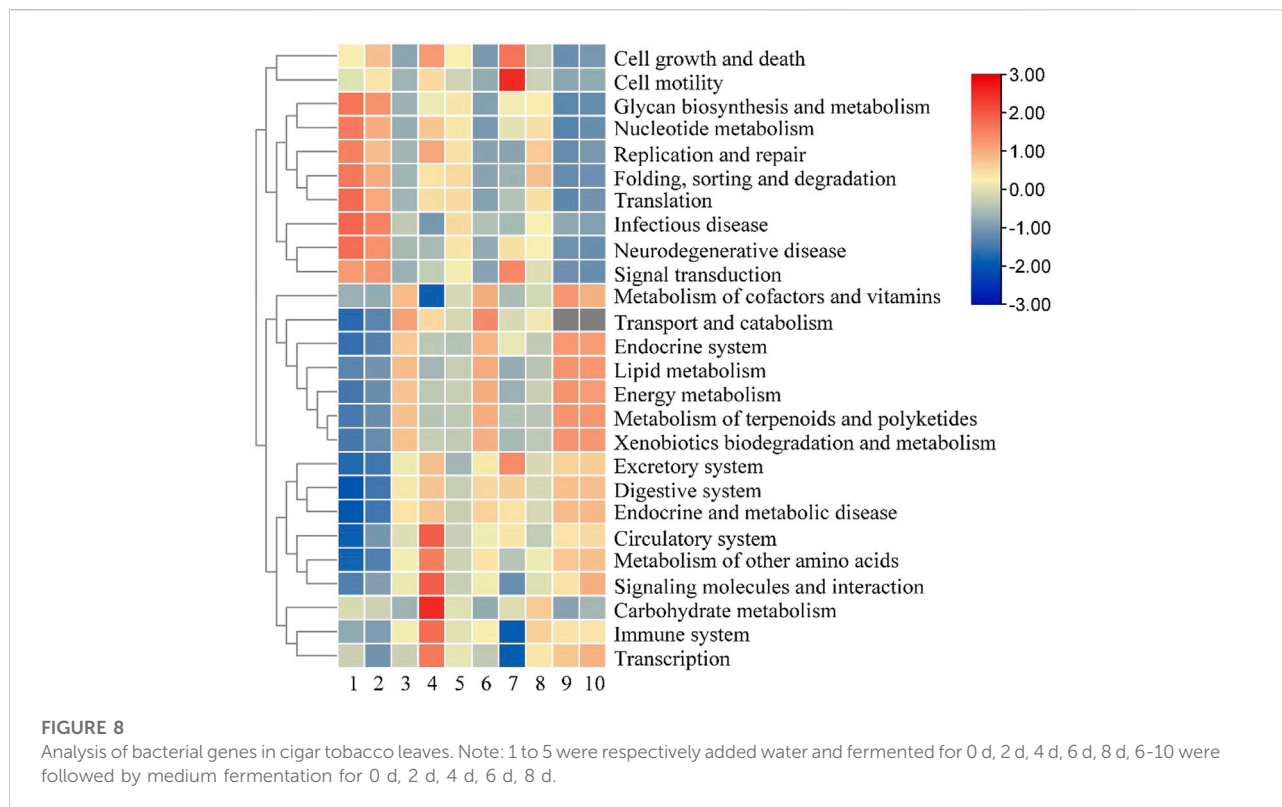 Cell growth and death
Cell motility
Glycan biosynthesis and metabolism
Nucleotide metabolism
Replication and repair
Folding, sorting and degradation
Translation
Infectious disease
Neurodegenerative disease
Signal transduction
Metabolism of cofactors and vitamins
Transport and catabolism
Endocrine system
Lipid metabolism
Energy metabolism
Metabolism of terpenoids and polyketides
Xenobiotics biodegradation and metabolism
Excretory system
Digestive system
Endocrine and metabolic disease
Circulatory system
Metabolism of other amino acids
Signaling molecules and interaction
Carbohydrate metabolism
Immune system
Transcription
1 2 3 4 5 6 7 8 9 10
3.00
2.00
1.00
0.00
-1.00
-2.00
-3.00
FIGURE 8
Analysis of bacterial genes in cigar tobacco leaves. Note: 1 to 5 were respectively added water and fermented for 0 d, 2 d, 4 d, 6 d, 8 d, 6-10 were
followed by medium fermentation for 0 d, 2 d, 4 d, 6 d, 8 d.